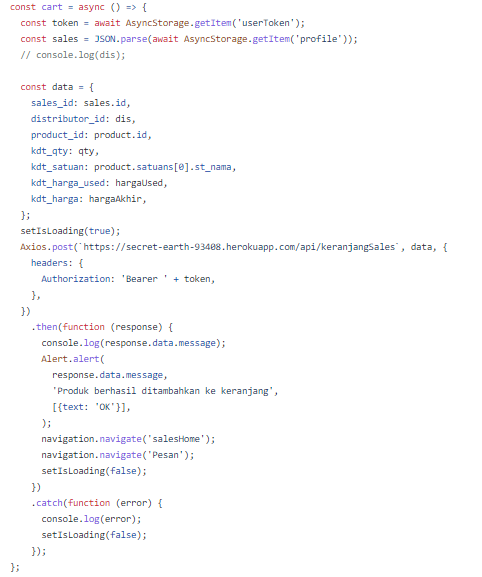 const cart = async () => {
  const token = await AsyncStorage.getItem('userToken');
  const sales = JSON.parse(await AsyncStorage.getItem('profile'));
  // console.log(dis);

  const data = {
    sales_id: sales.id,
    distributor_id: dis,
    product_id: product.id,
    kdt_qty: qty,
    kdt_satuan: product.satuans[0].st_nama,
    kdt_harga_used: hargaUsed,
    kdt_harga: hargaAkhir,
  };
  setIsLoading(true);
  Axios.post(`https://secret-earth-93408.herokuapp.com/api/keranjangSales`, data, {
    headers: {
      Authorization: 'Bearer ' + token,
    },
  })
    .then(function (response) {
      console.log(response.data.message);
      Alert.alert(
        response.data.message,
        'Produk berhasil ditambahkan ke keranjang',
        [{text: 'OK'}],
      );
      navigation.navigate('salesHome');
      navigation.navigate('Pesan');
      setIsLoading(false);
    })
    .catch(function (error) {
      console.log(error);
      setIsLoading(false);
    });
};